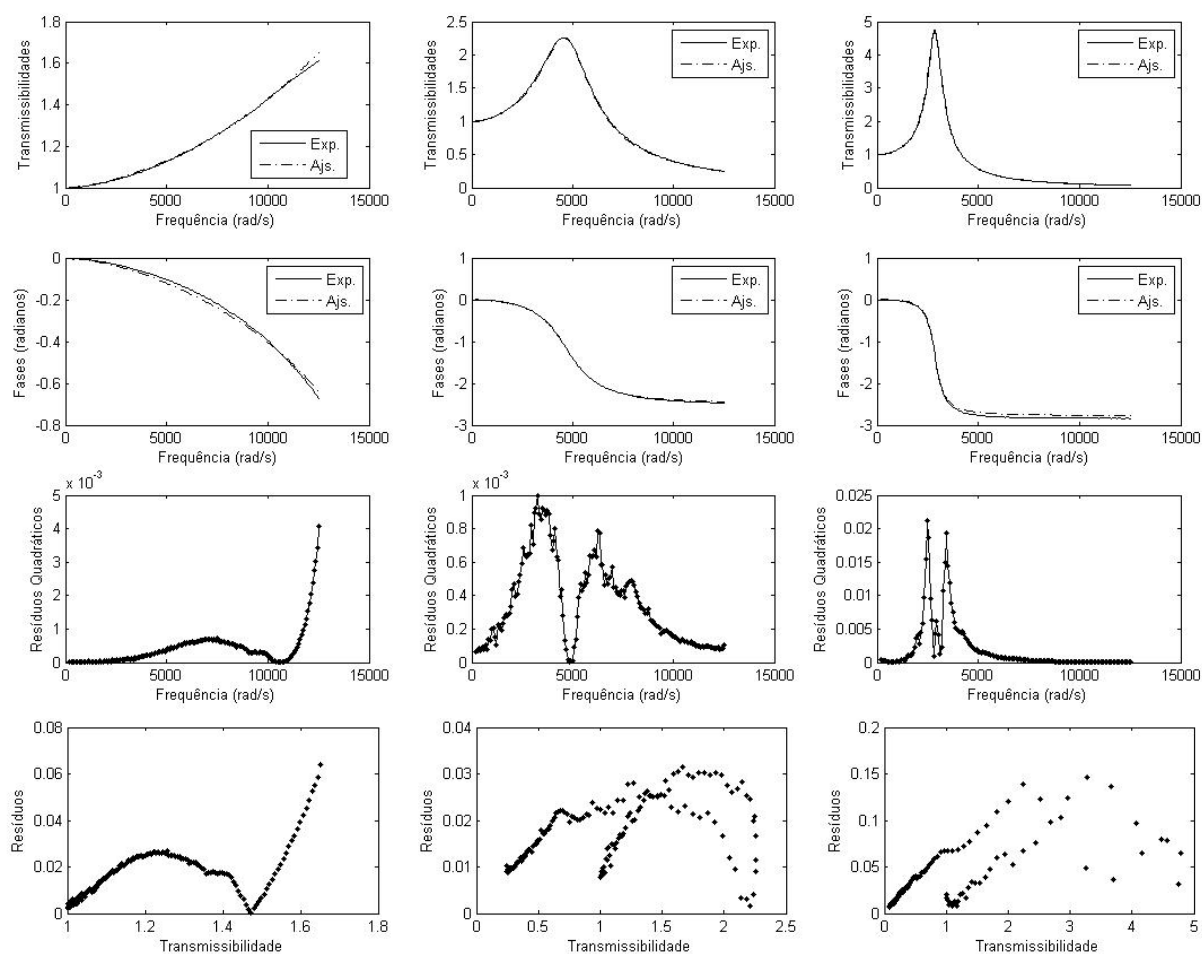 Transmissibilidades
1.8
1.6
1.4
1.2
1
Exp.
Ajs.
0 5000 10000 15000
Frequência (rad/s)
Transmissibilidades
2.5
2
1.5
1
0.5
0
Exp.
Ajs.
0 5000 10000 15000
Frequência (rad/s)
Transmissibilidades
5
4
3
2
1
0
Exp.
Ajs.
0 5000 10000 15000
Frequência (rad/s)
Fases (radianos)
0
-0.2
-0.4
-0.6
-0.8
Exp.
Ajs.
0 5000 10000 15000
Frequência (rad/s)
Fases (radianos)
1
0
-1
-2
-3
Exp.
Ajs.
0 5000 10000 15000
Frequência (rad/s)
Fases (radianos)
1
0
-1
-2
-3
Exp.
Ajs.
0 5000 10000 15000
Frequência (rad/s)
Resíduos Quadráticos
x 10⁻³
5
4
3
2
1
0
0 5000 10000 15000
Frequência (rad/s)
Resíduos Quadráticos
x 10⁻³
1
0.8
0.6
0.4
0.2
0
0 5000 10000 15000
Frequência (rad/s)
Resíduos Quadráticos
0.025
0.02
0.015
0.01
0.005
0
0 5000 10000 15000
Frequência (rad/s)
Resíduos
0.08
0.06
0.04
0.02
0
1 1.2 1.4 1.6 1.8
Transmissibilidade
Resíduos
0.04
0.03
0.02
0.01
0
0 0.5 1 1.5 2 2.5
Transmissibilidade
Resíduos
0.2
0.15
0.1
0.05
0
0 1 2 3 4 5
Transmissibilidade